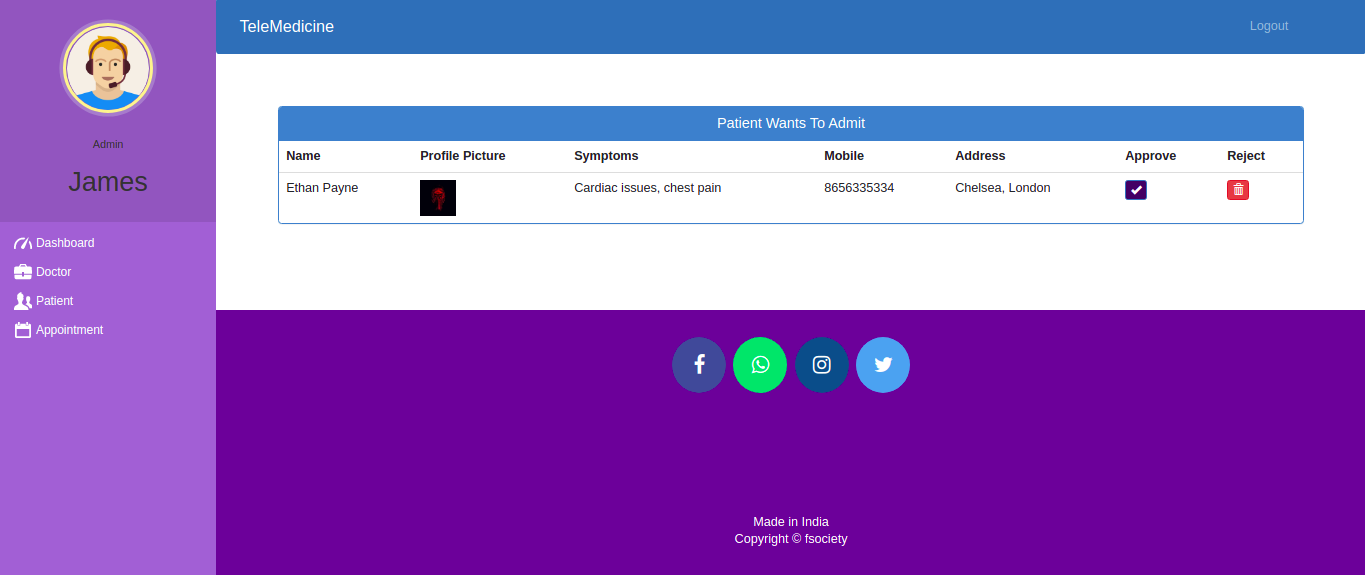 TeleMedicine
Logout
Admin
James
Dashboard
Doctor
Patient
Appointment
Patient Wants To Admit
Name Profile Picture Symptoms Mobile Address Approve Reject
Ethan Payne Cardiac issues, chest pain 8656335334 Chelsea, London
Made in India
Copyright © fsociety